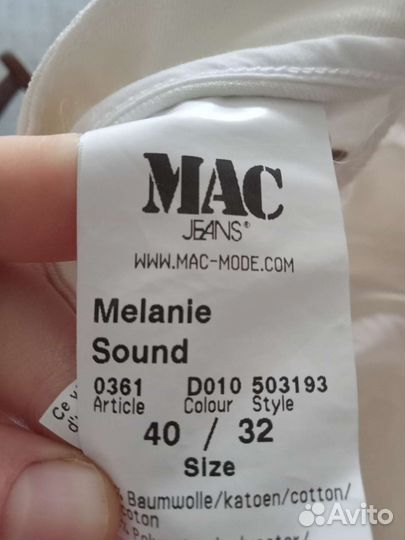 MAC
JEANS®
WWW.MAC-MODE.COM
Melanie
Sound
0361 D010 503193
Article Colour Style
40 / 32
Size
% Baumwolle/katoen/cotton/
Avito